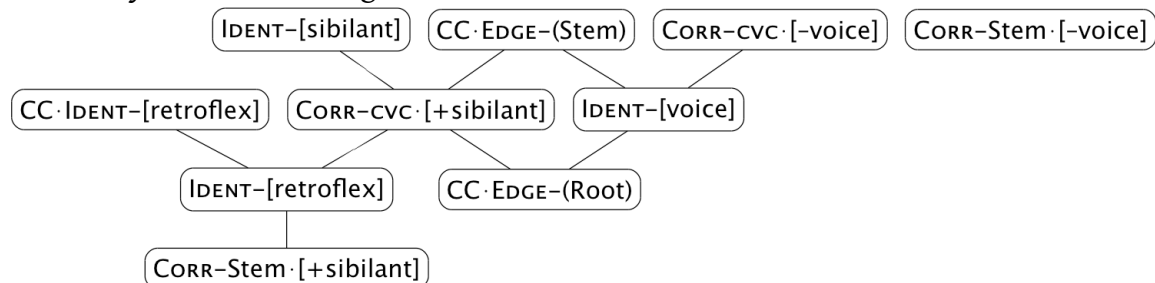 IDENT-[sibilant] CC·EDGE-(Stem) CORR-CVC·[-voice] CORR-Stem·[-voice]
CC·IDENT-[retroflex] CORR-CVC·[+sibilant] IDENT-[voice]
IDENT-[retroflex] CC·EDGE-(Root)
CORR-Stem·[+sibilant]